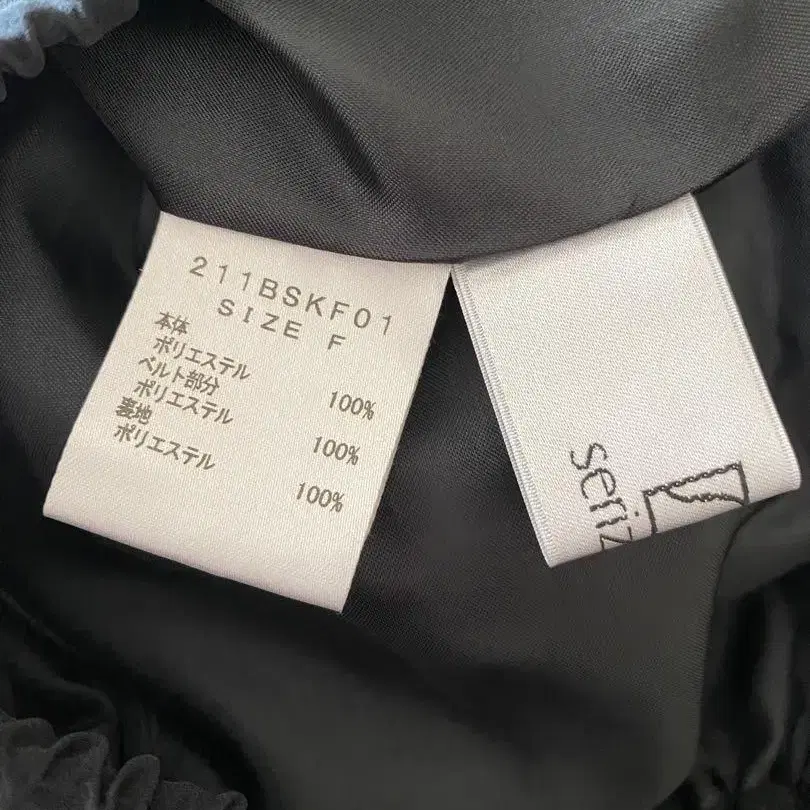 211BSKF01
SIZE F
本体
ポリエステル 100%
ベルト部分
ポリエステル 100%
裏地
ポリエステル 100%